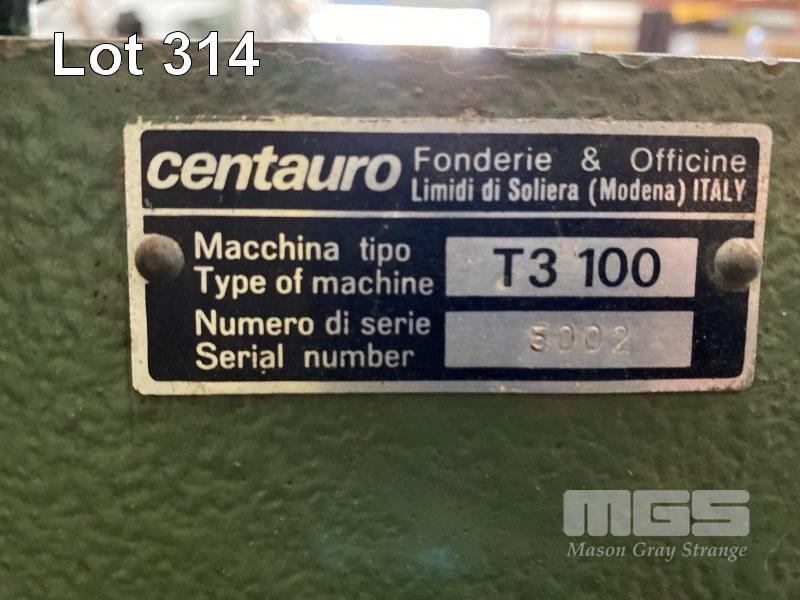 Lot 314
centauro Fonderie & Officine
Limidi di Soliera (Modena) ITALY
Macchina tipo
Type of machine
T3 100
Numero di serie
Serial number
5002
MGS
Mason Gray Strange